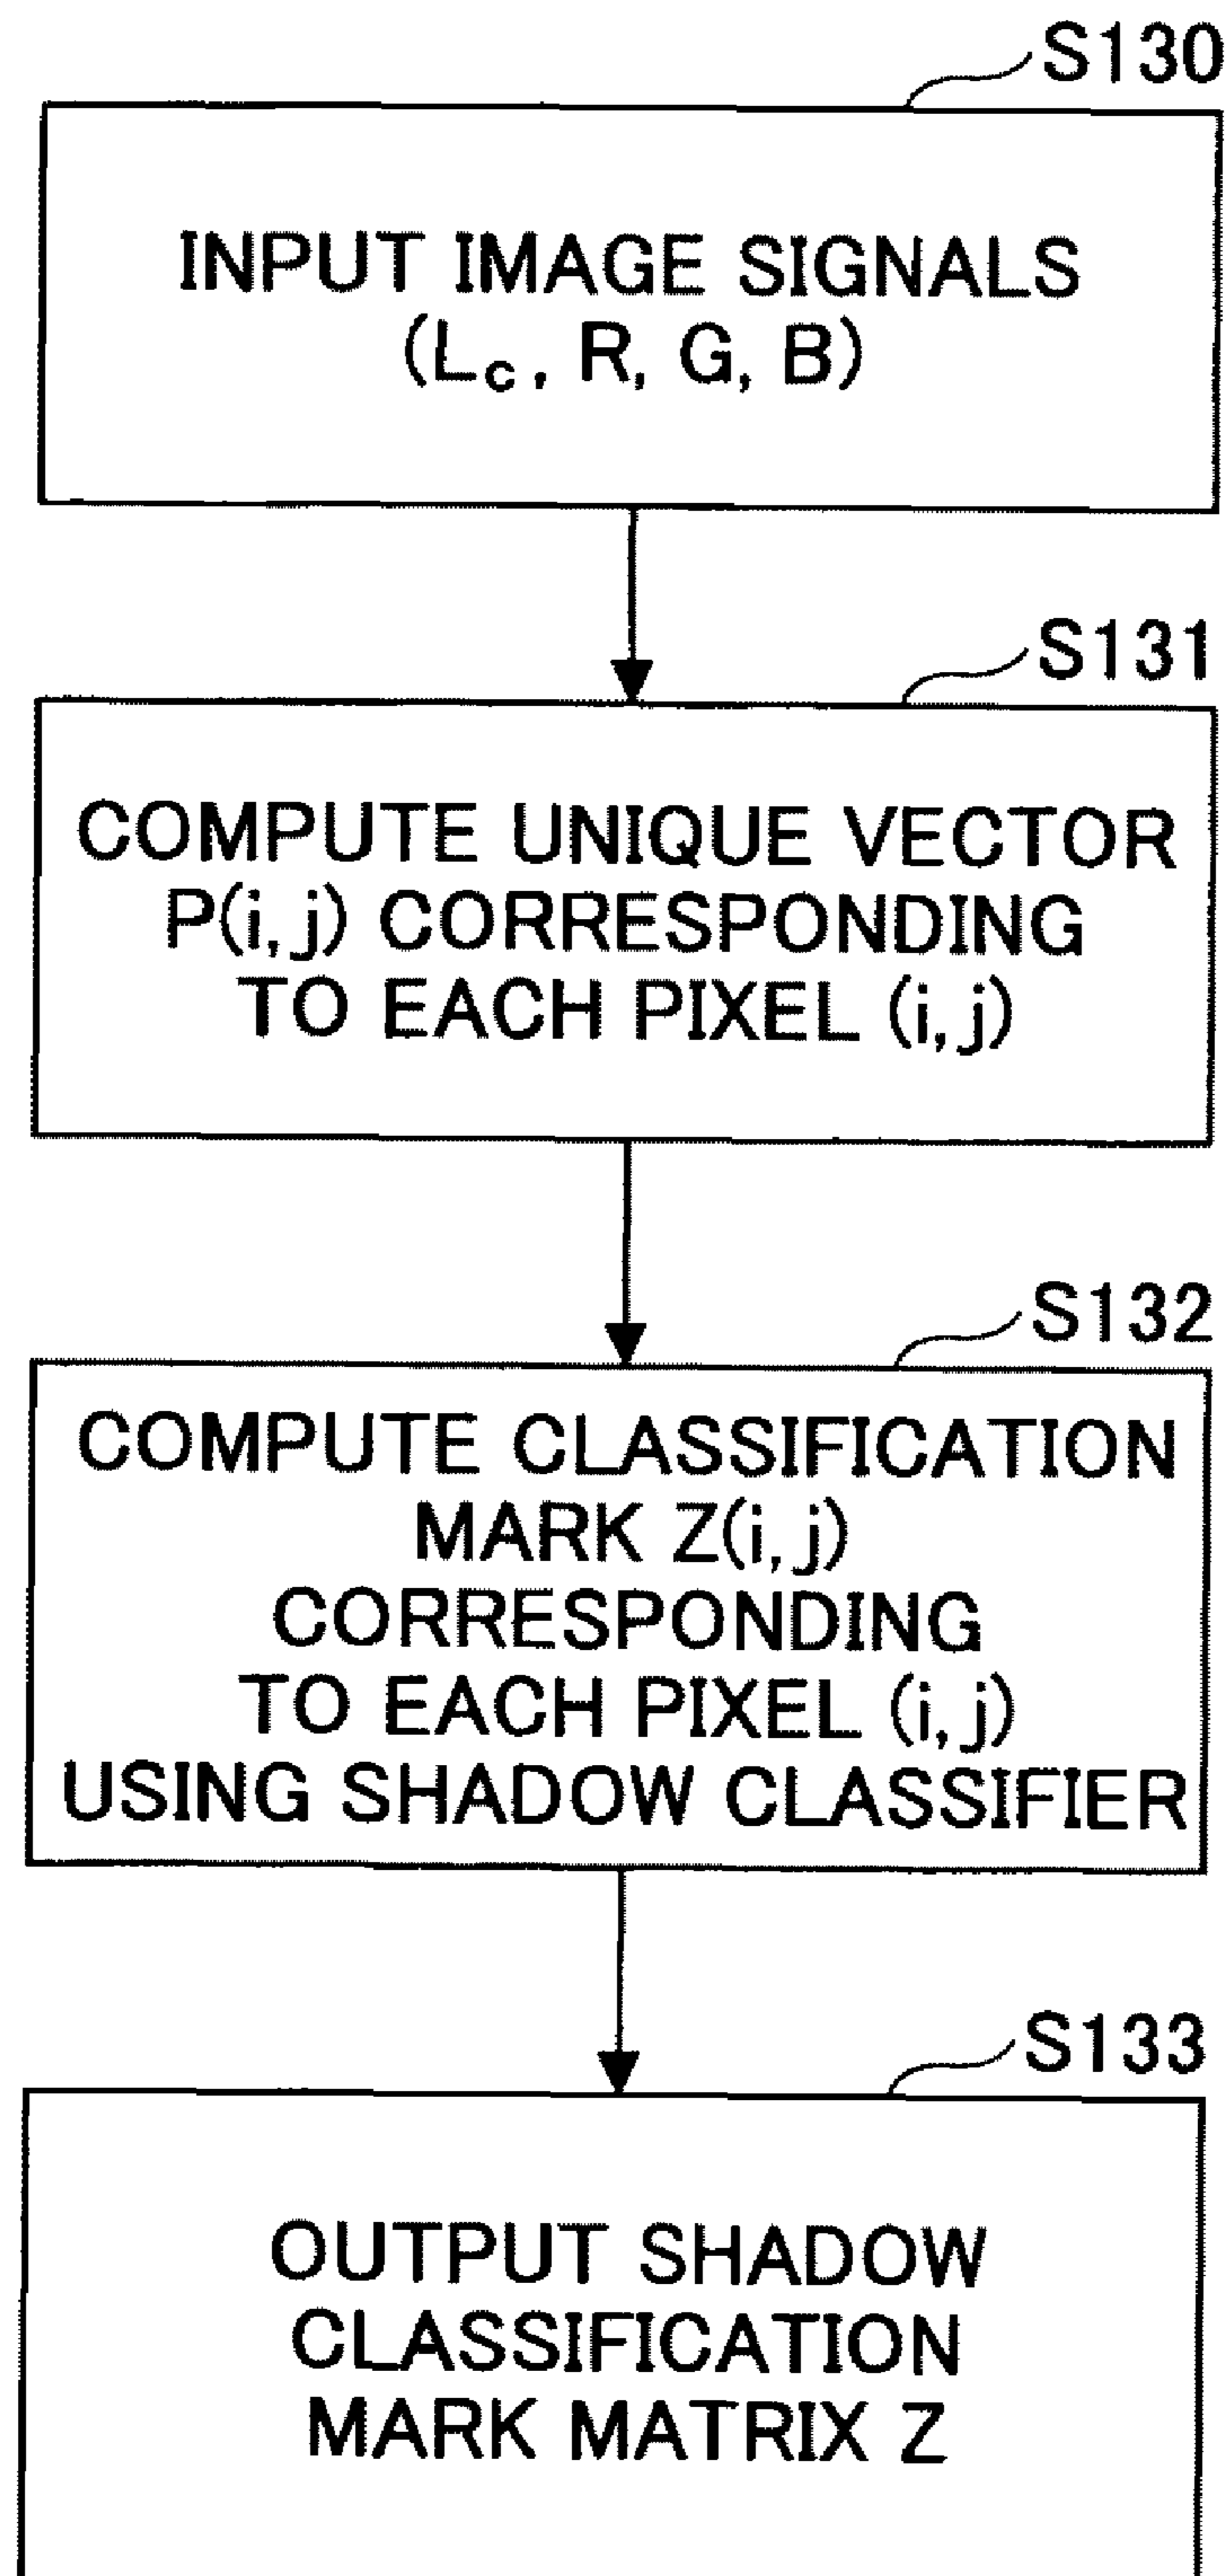 S130
INPUT IMAGE SIGNALS
(Lc, R, G, B)
S131
COMPUTE UNIQUE VECTOR
P(i, j) CORRESPONDING
TO EACH PIXEL (i, j)
S132
COMPUTE CLASSIFICATION
MARK Z(i, j)
CORRESPONDING
TO EACH PIXEL (i, j)
USING SHADOW CLASSIFIER
S133
OUTPUT SHADOW
CLASSIFICATION
MARK MATRIX Z